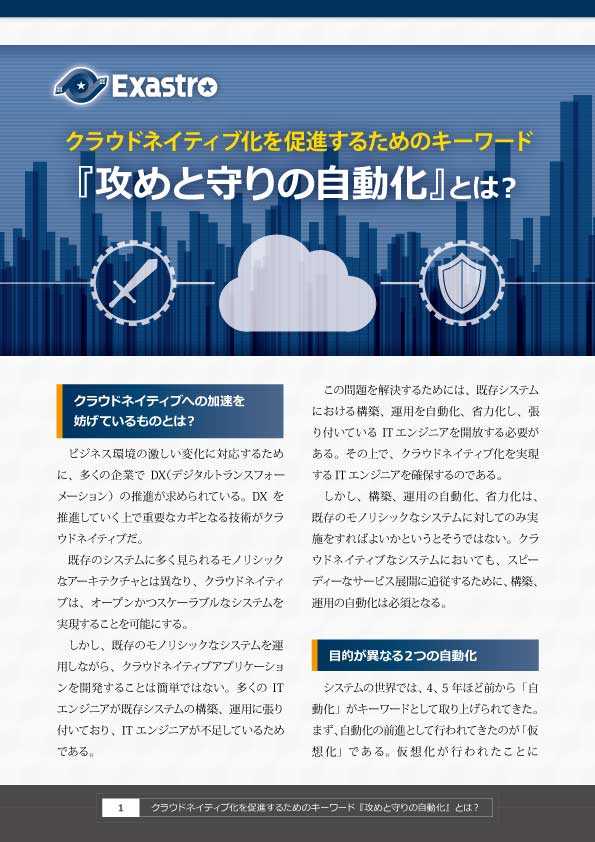 Exastro
クラウドネイティブ化を促進するためのキーワード
『攻めと守りの自動化』とは？
クラウドネイティブへの加速を
妨げているものとは？
ビジネス環境の激しい変化に対応するため
に、多くの企業で DX（デジタルトランスフォー
メーション）の推進が求められている。DX を
推進していく上で重要なカギとなる技術がクラ
ウドネイティブだ。
既存のシステムに多く見られるモノリシック
なアーキテクチャとは異なり、クラウドネイティ
ブは、オープンかつスケーラブルなシステムを
実現することを可能にする。
しかし、既存のモノリシックなシステムを運
用しながら、クラウドネイティブアプリケーショ
ンを開発することは簡単ではない。多くの IT
エンジニアが既存システムの構築、運用に張り
付いており、IT エンジニアが不足しているため
である。
この問題を解決するためには、既存システム
における構築、運用を自動化、省力化し、張
り付いている IT エンジニアを開放する必要が
ある。その上で、クラウドネイティブ化を実現
する IT エンジニアを確保するのである。
しかし、構築、運用の自動化、省力化は、
既存のモノリシックなシステムに対してのみ実
施をすればよいかというとそうではない。クラ
ウドネイティブなシステムにおいても、スピー
ディーなサービス展開に追従するために、構築、
運用の自動化は必須となる。
目的が異なる2つの自動化
システムの世界では、4、5 年ほど前から「自
動化」がキーワードとして取り上げられてきた。
まず、自動化の前進として行われてきたのが「仮
想化」である。仮想化が行われたことに
1 クラウドネイティブ化を促進するためのキーワード『攻めと守りの自動化』とは？